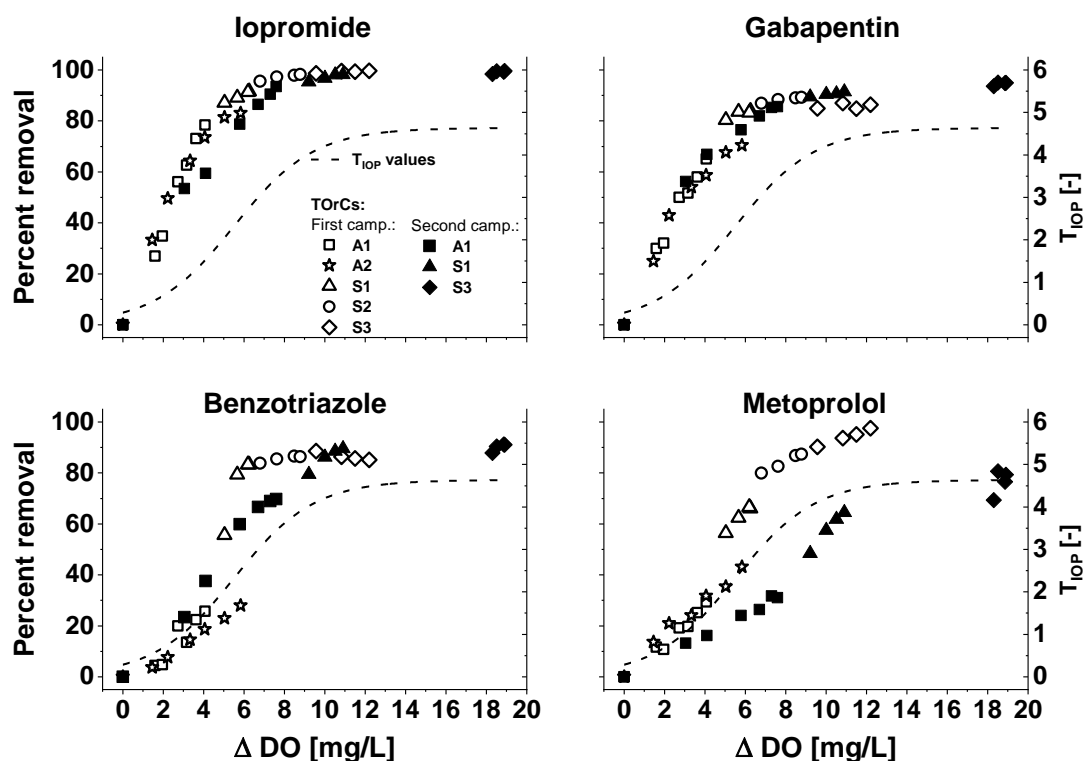 Iopromide
Gabapentin
100
80
60
40
20
0
Percent removal
T_IOP values
TOrCs:
First camp.: Second camp.:
A1 A1
A2 S1
S1 S3
S2
S3
6
5
4
3
2
1
0
T_IOP [-]
Benzotriazole
Metoprolol
100
80
60
40
20
0
Percent removal
6
5
4
3
2
1
0
T_IOP [-]
0 2 4 6 8 10 12 14 16 18 20
Δ DO [mg/L]
0 2 4 6 8 10 12 14 16 18 20
Δ DO [mg/L]